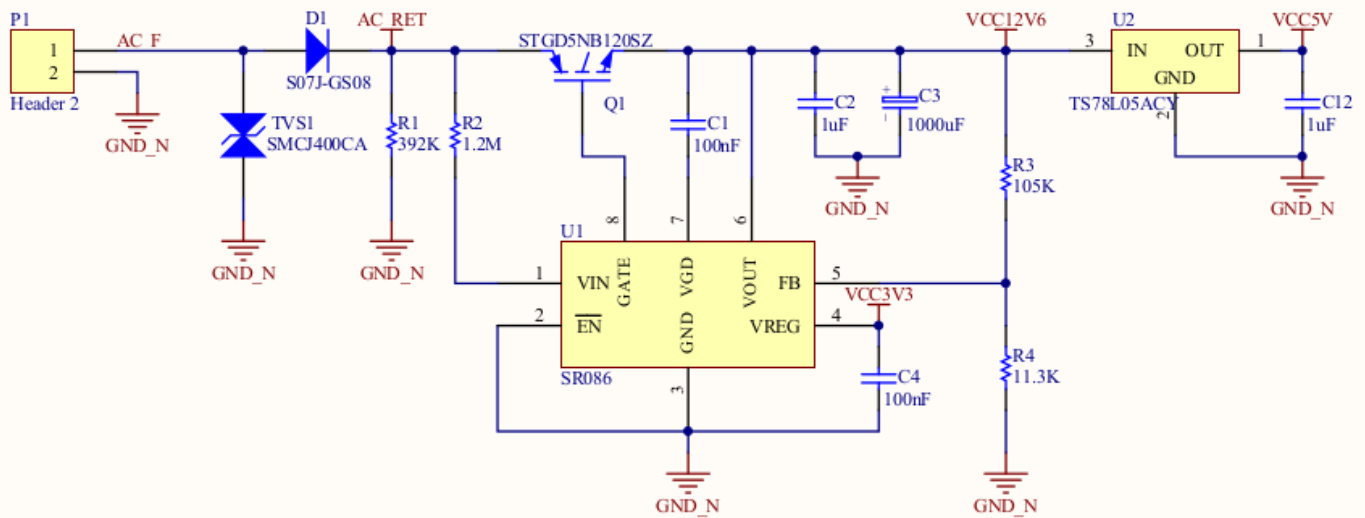 P1
1
2
Header 2
AC_F
GND_N
D1
S07J-GS08
TVS1
SMCJ400CA
GND_N
AC_RET
R1
392K
GND_N
R2
1.2M
STGD5NB120SZ
Q1
C1
100nF
VCC12V6
C2
1uF
C3
1000uF
GND_N
U2
3 IN OUT 1
GND
2
TS78L05ACY
VCC5V
C12
1uF
GND_N
R3
105K
U1
8 7 6
GATE VGD VOUT
1 VIN FB 5
2 EN VREG 4
GND
3
SR086
VCC3V3
C4
100nF
R4
11.3K
GND_N
GND_N